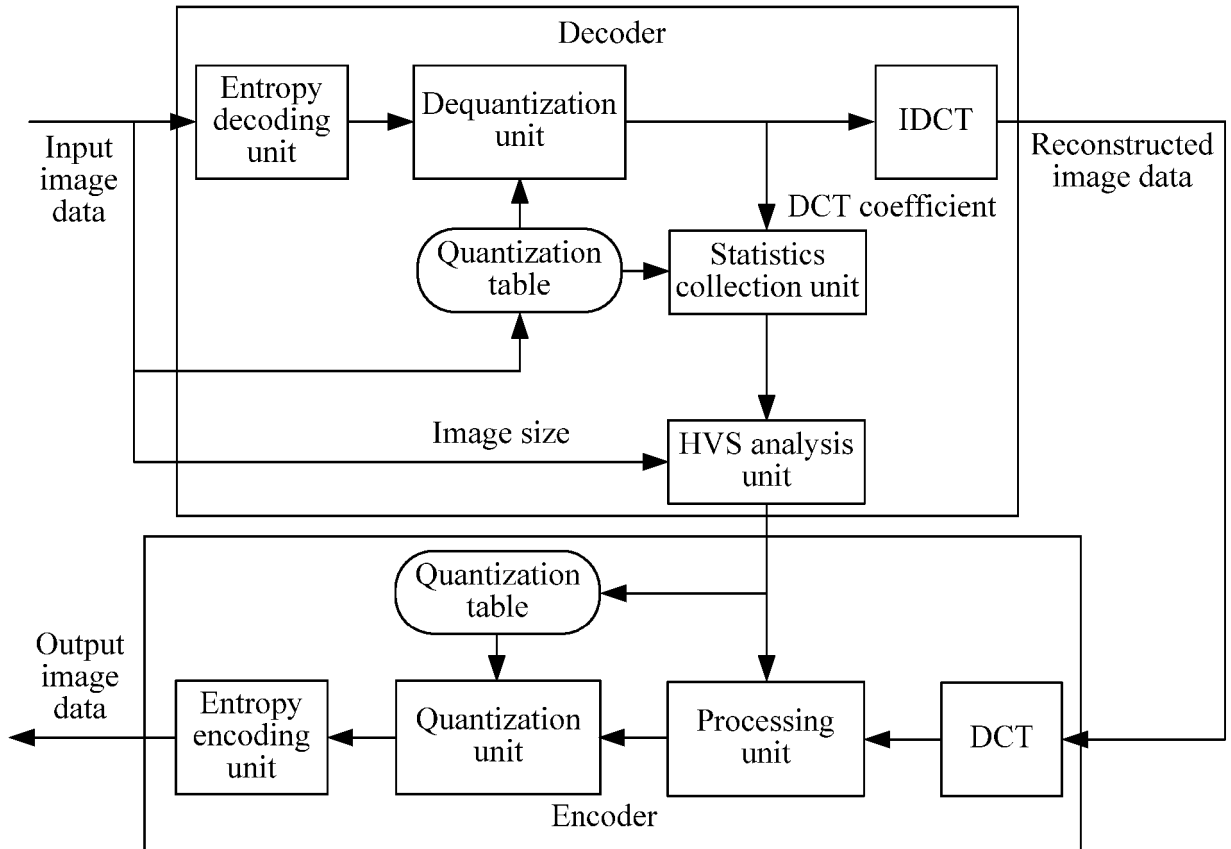 Decoder
Entropy
decoding
unit
Dequantization
unit
IDCT
Input
image
data
Reconstructed
image data
DCT coefficient
Quantization
table
Statistics
collection unit
Image size
HVS analysis
unit
Quantization
table
Output
image
data
Entropy
encoding
unit
Quantization
unit
Processing
unit
DCT
Encoder